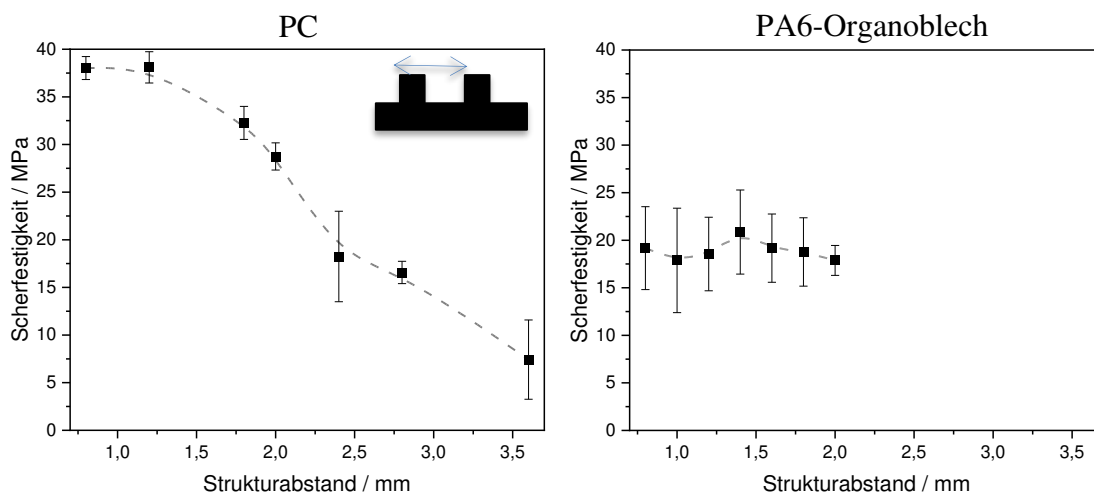 PC
40
35
30
25
20
15
10
5
0
Scherfestigkeit / MPa
1,0 1,5 2,0 2,5 3,0 3,5
Strukturabstand / mm
PA6-Organoblech
40
35
30
25
20
15
10
5
0
Scherfestigkeit / MPa
1,0 1,5 2,0 2,5 3,0 3,5
Strukturabstand / mm